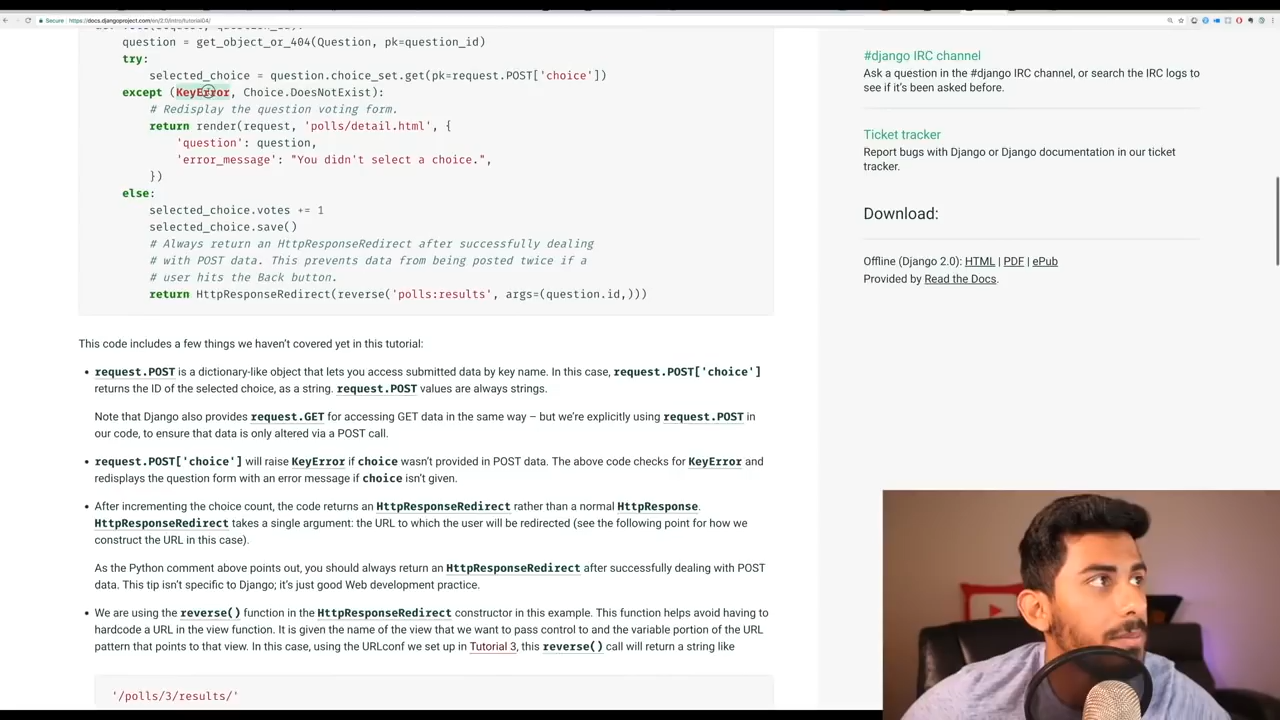 Secure | https://docs.djangoproject.com/en/2.0/intro/tutorial04/
question = get_object_or_404(Question, pk=question_id)
try:
selected_choice = question.choice_set.get(pk=request.POST['choice'])
except (KeyError, Choice.DoesNotExist):
# Redisplay the question voting form.
return render(request, 'polls/detail.html', {
'question': question,
'error_message': "You didn't select a choice.",
})
else:
selected_choice.votes += 1
selected_choice.save()
# Always return an HttpResponseRedirect after successfully dealing
# with POST data. This prevents data from being posted twice if a
# user hits the Back button.
return HttpResponseRedirect(reverse('polls:results', args=(question.id,)))
This code includes a few things we haven't covered yet in this tutorial:
• request.POST is a dictionary-like object that lets you access submitted data by key name. In this case, request.POST['choice']
returns the ID of the selected choice, as a string. request.POST values are always strings.
Note that Django also provides request.GET for accessing GET data in the same way – but we're explicitly using request.POST in
our code, to ensure that data is only altered via a POST call.
• request.POST['choice'] will raise KeyError if choice wasn't provided in POST data. The above code checks for KeyError and
redisplays the question form with an error message if choice isn't given.
• After incrementing the choice count, the code returns an HttpResponseRedirect rather than a normal HttpResponse.
HttpResponseRedirect takes a single argument: the URL to which the user will be redirected (see the following point for how we
construct the URL in this case).
As the Python comment above points out, you should always return an HttpResponseRedirect after successfully dealing with POST
data. This tip isn't specific to Django; it's just good Web development practice.
• We are using the reverse() function in the HttpResponseRedirect constructor in this example. This function helps avoid having to
hardcode a URL in the view function. It is given the name of the view that we want to pass control to and the variable portion of the URL
pattern that points to that view. In this case, using the URLconf we set up in Tutorial 3, this reverse() call will return a string like
'/polls/3/results/'
#django IRC channel
Ask a question in the #django IRC channel, or search the IRC logs to
see if it's been asked before.
Ticket tracker
Report bugs with Django or Django documentation in our ticket
tracker.
Download:
Offline (Django 2.0): HTML | PDF | ePub
Provided by Read the Docs.